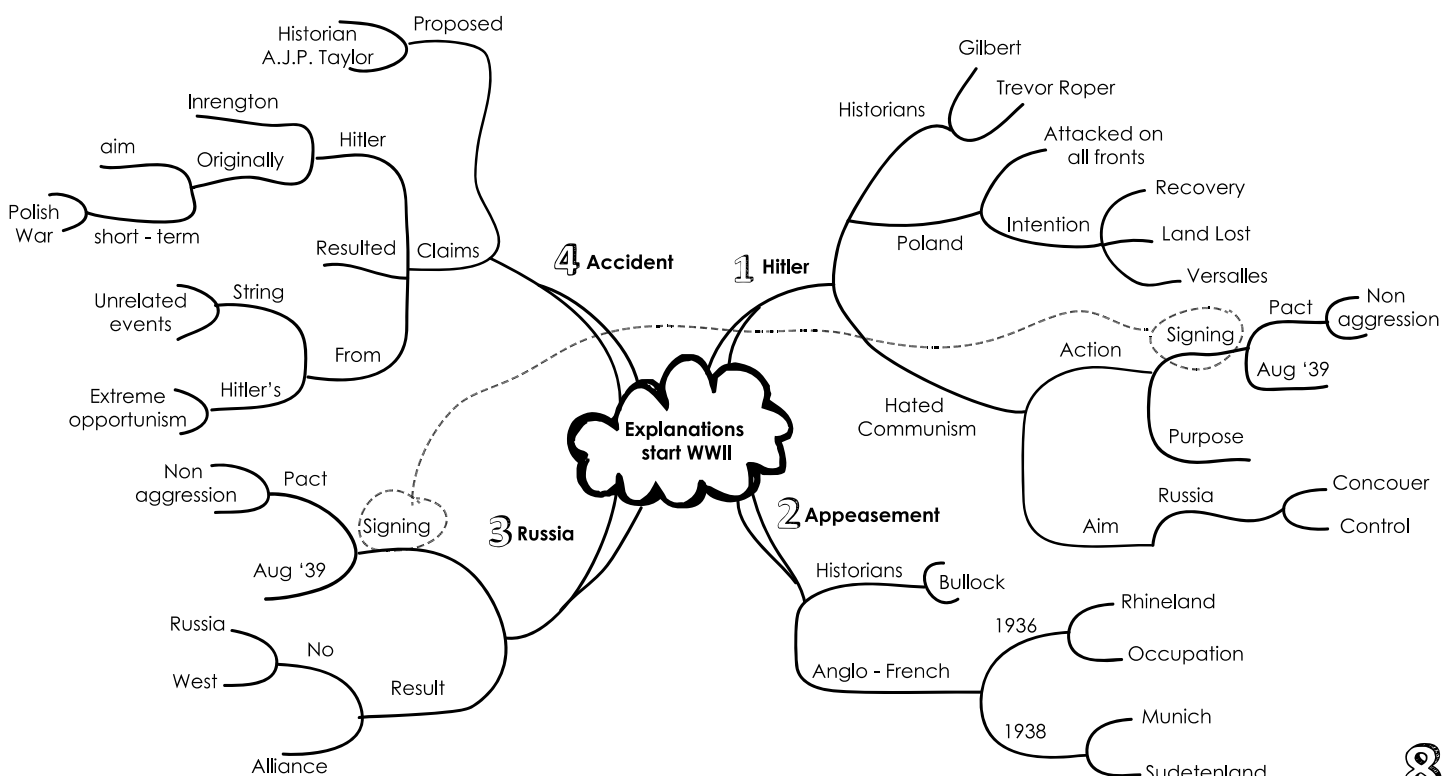 Explanations
start WWII
1 Hitler
Historians
Gilbert
Trevor Roper
Poland
Attacked on
all fronts
Intention
Recovery
Land Lost
Versalles
Hated
Communism
Action
Signing
Pact
Non
aggression
Aug ‘39
Purpose
Aim
Russia
Concouer
Control
2 Appeasement
Historians
Bullock
Anglo - French
1936
Rhineland
Occupation
1938
Munich
Sudetenland
3 Russia
Signing
Pact
Non
aggression
Aug ‘39
Result
No
Russia
West
Alliance
4 Accident
Proposed
Historian
A.J.P. Taylor
Claims
Hitler
Inrengton
Originally
aim
short - term
Polish
War
Resulted
From
String
Unrelated
events
Hitler’s
Extreme
opportunism
8